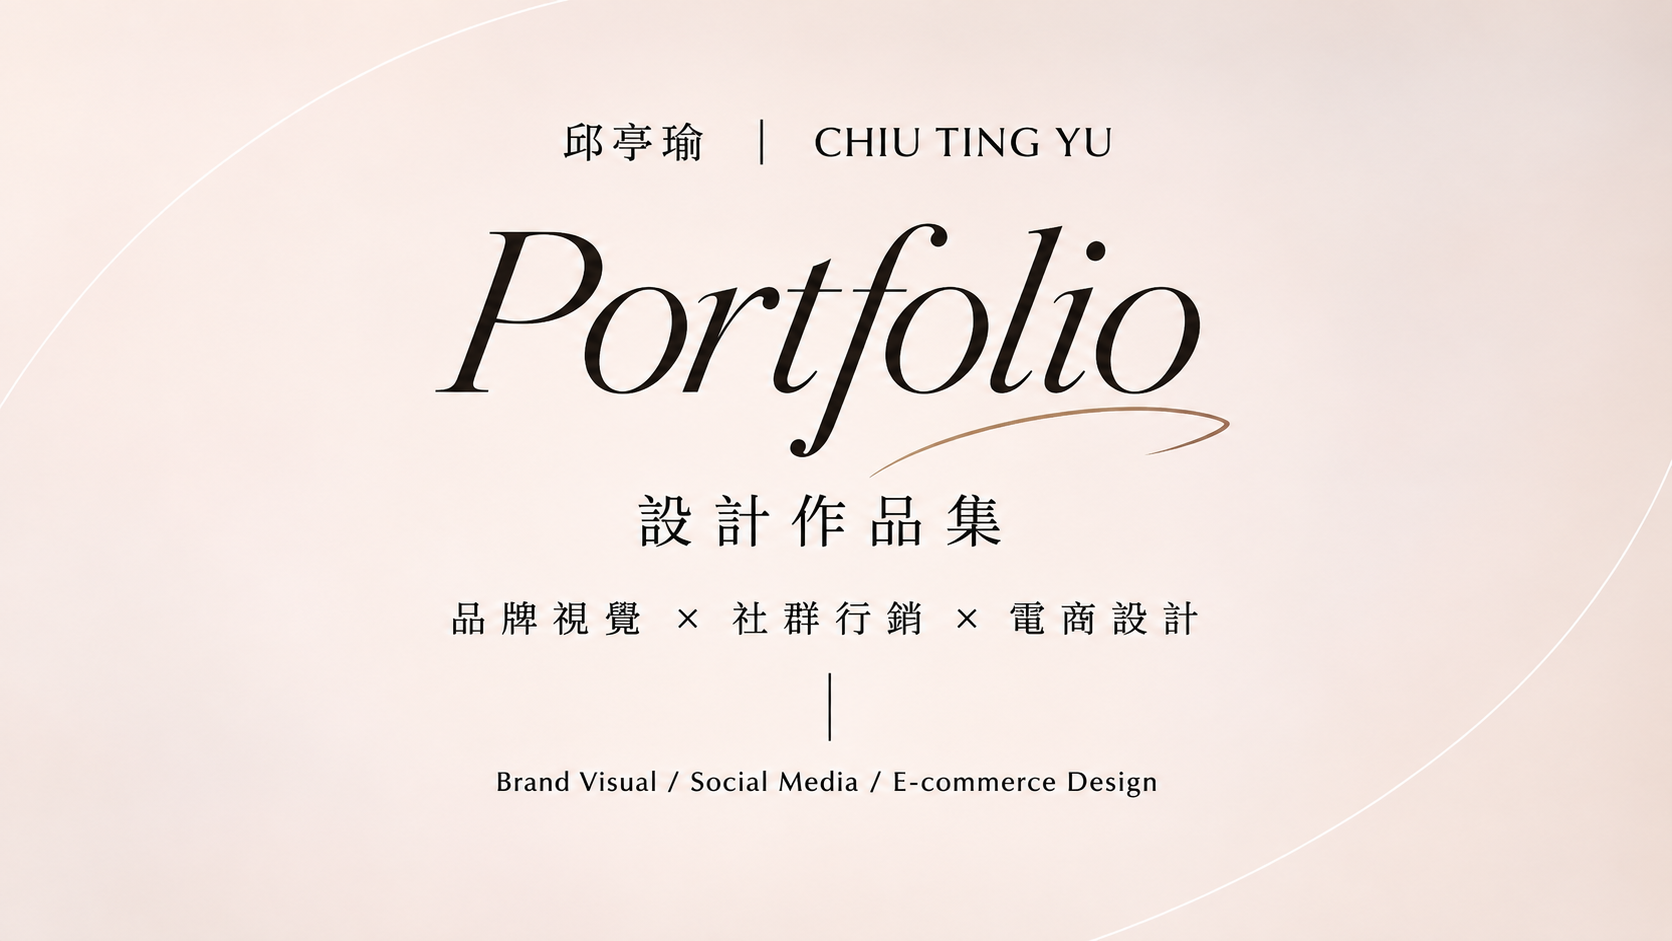 邱亭瑜 | CHIU TING YU
Portfolio
設計作品集
品牌視覺 × 社群行銷 × 電商設計
Brand Visual / Social Media / E-commerce Design